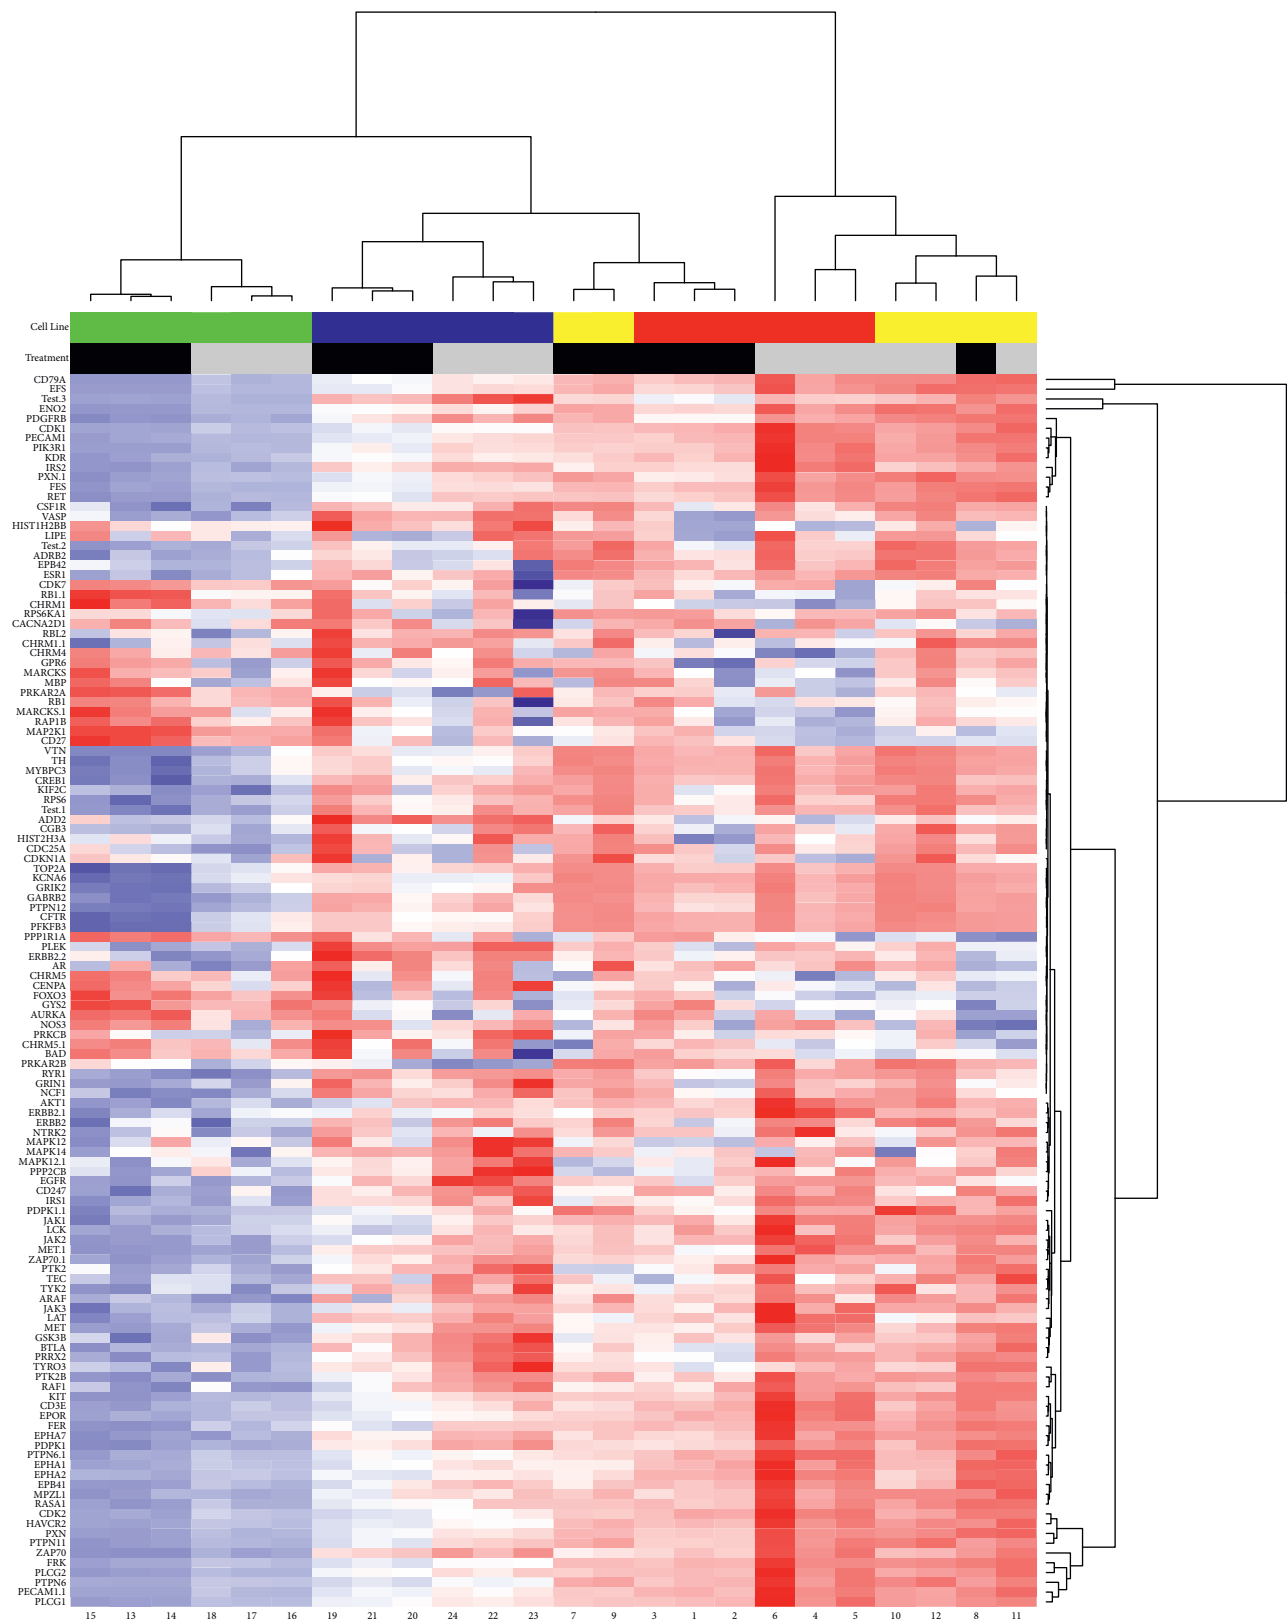 Cell Line
Treatment
CD79A
EFS
Test.3
ENO2
PDGFRB
CDK1
PECAM1
PIK3R1
KDR
IRS2
PXN.1
FES
RET
CSF1R
VASP
HIST1H2BB
LIPE
Test.2
ADRB2
EPB42
ESR1
CDK7
RB1.1
CHRM1
RPS6KA1
CACNA2D1
RBL2
CHRM1.1
CHRM4
GPR6
MARCKS
MBP
PRKAR2A
RB1
MARCKS.1
RAP1B
MAP2K1
CD27
VTN
TH
MYBPC3
CREB1
KIF2C
RPS6
Test.1
ADD2
CGB3
HIST2H3A
CDC25A
CDKN1A
TOP2A
KCNA6
GRIK2
GABRB2
PTPN12
CFTR
PFKFB3
PPP1R1A
PLEK
ERBB2.2
AR
CHRM5
CENPA
FOXO3
GYS2
AURKA
NOS3
PRKCB
CHRM5.1
BAD
PRKAR2B
RYR1
GRIN1
NCF1
AKT1
ERBB2.1
ERBB2
NTRK2
MAPK12
MAPK14
MAPK12.1
PPP2CB
EGFR
CD247
IRS1
PDPK1.1
JAK1
LCK
JAK2
MET.1
ZAP70.1
PTK2
TEC
TYK2
ARAF
JAK3
LAT
MET
GSK3B
BTLA
PRRX2
TYRO3
PTK2B
RAF1
KIT
CD3E
EPOR
FER
EPHA7
PDPK1
PTPN6.1
EPHA1
EPHA2
EPB41
MPZL1
RASA1
CDK2
HAVCR2
PXN
PTPN11
ZAP70
FRK
PLCG2
PTPN6
PECAM1.1
PLCG1
15 13 14 18 17 16 19 21 20 24 22 23 7 9 3 1 2 6 4 5 10 12 8 11